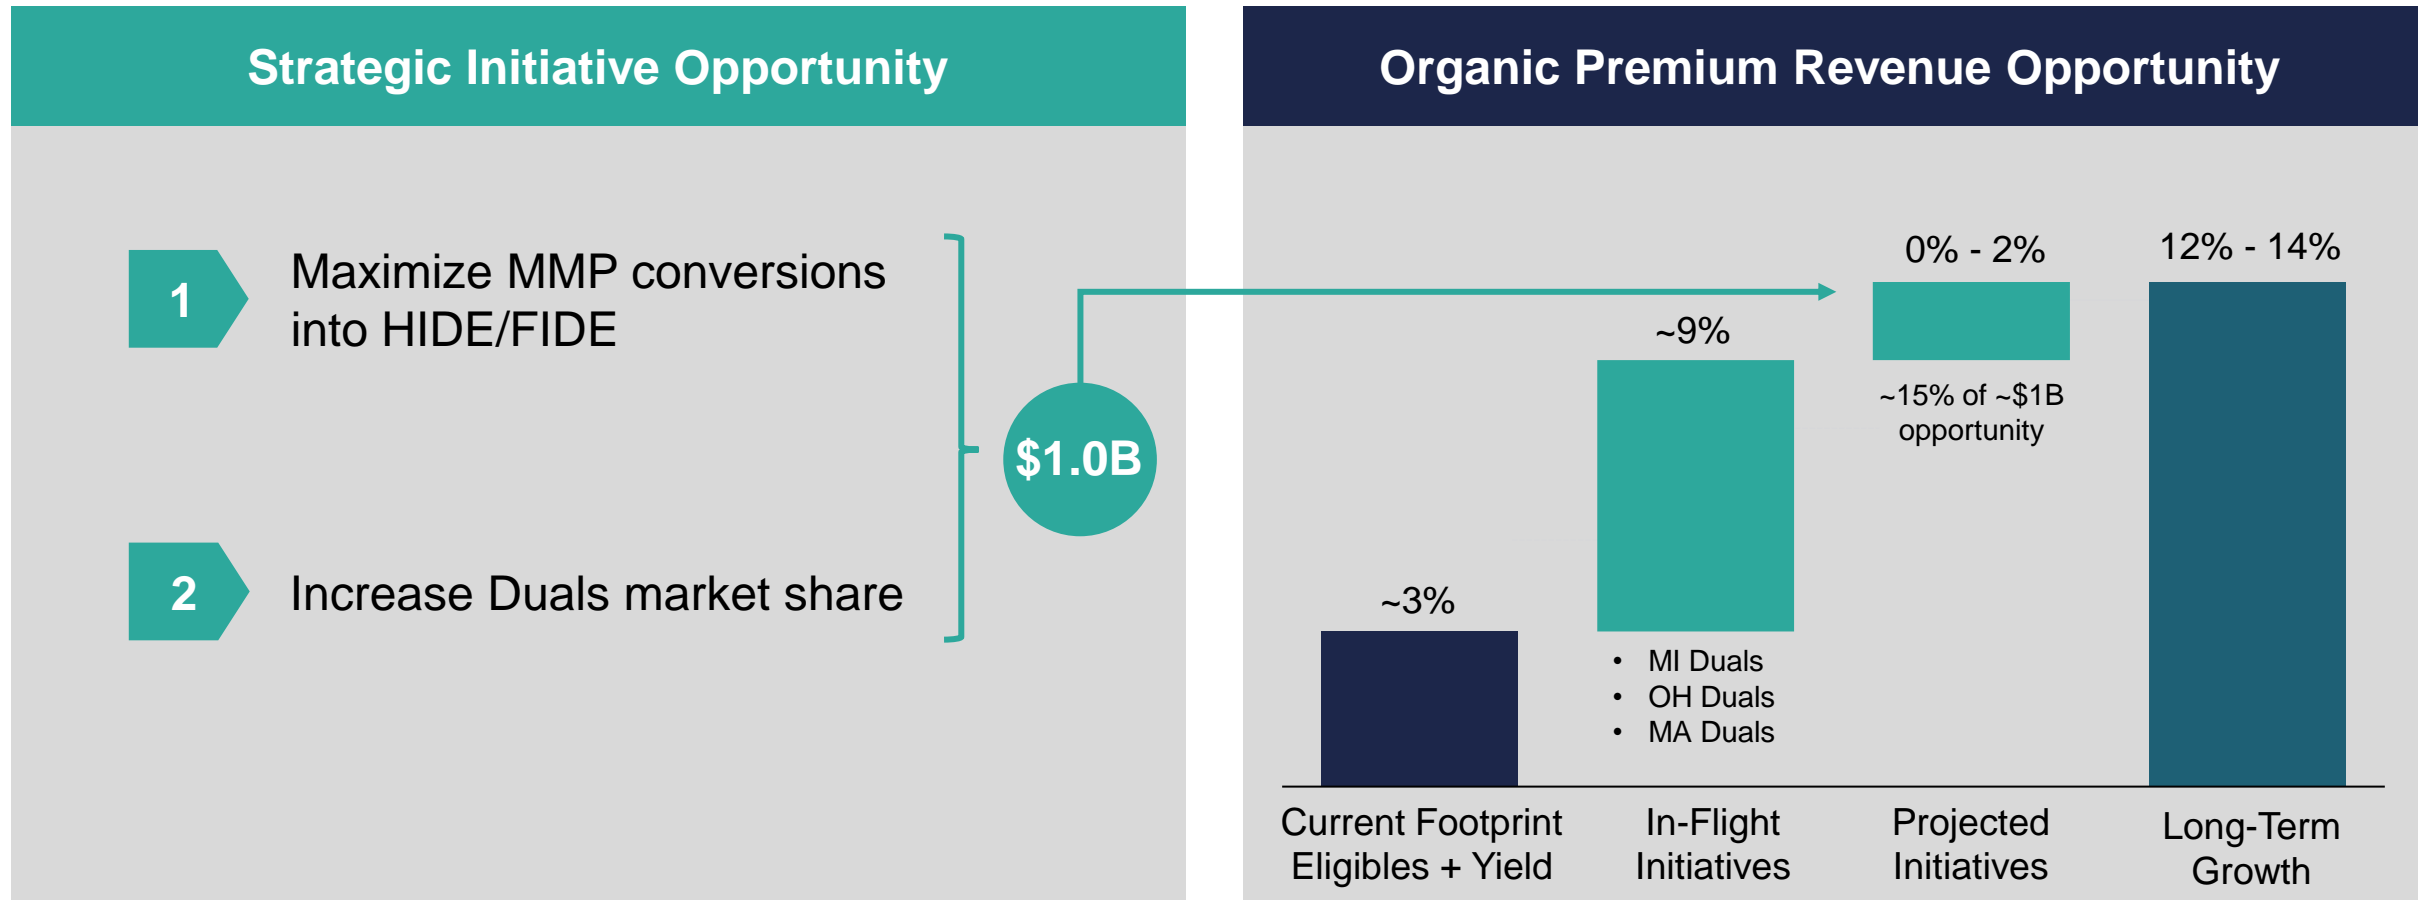 Strategic Initiative Opportunity
1
Maximize MMP conversions
into HIDE/FIDE
2
Increase Duals market share
$1.0B
Organic Premium Revenue Opportunity
~3%
~9%
• MI Duals
• OH Duals
• MA Duals
0% - 2%
~15% of ~$1B
opportunity
12% - 14%
Current Footprint
Eligibles + Yield
In-Flight
Initiatives
Projected
Initiatives
Long-Term
Growth